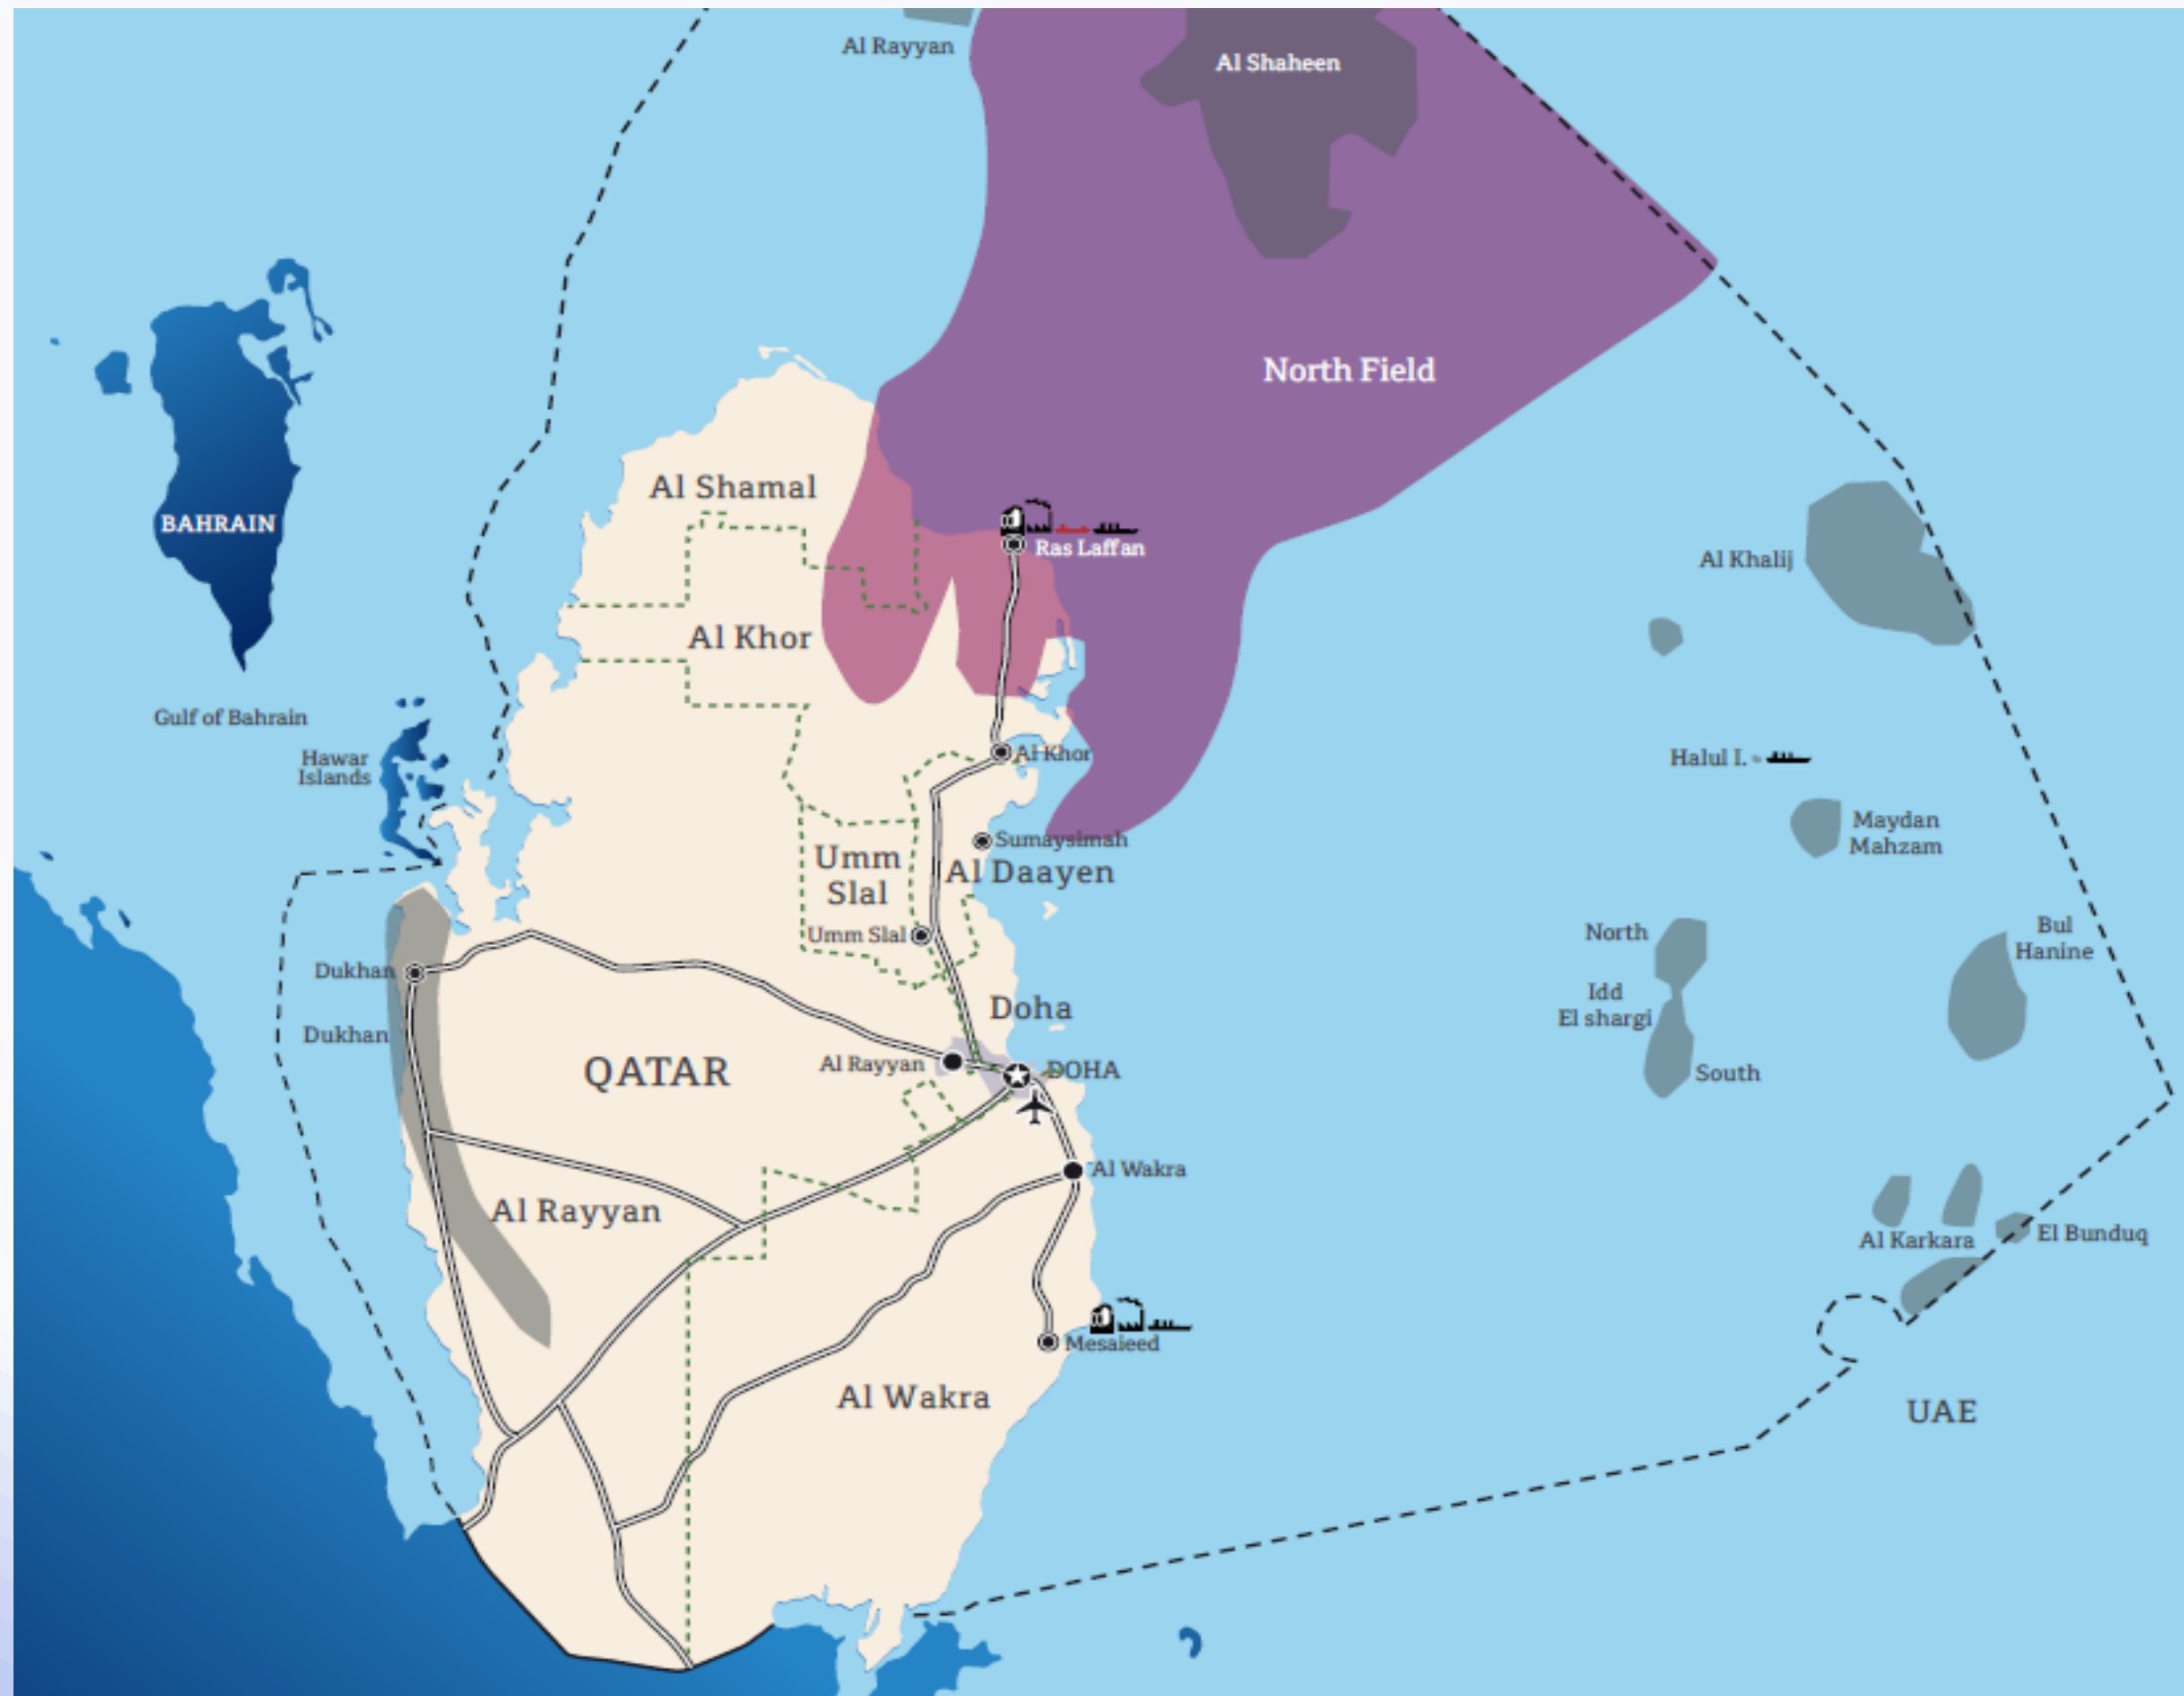 Al Rayyan
Al Shaheen
North Field
Al Shamal
BAHRAIN
Ras Laffan
Al Khalij
Al Khor
Gulf of Bahrain
Hawar
Islands
Al Khor
Halul I.
Maydan
Mahzam
Sumaysimah
Umm
Slal
Al Daayen
Umm Slal
North
Bul
Hanine
Dukhan
Idd
El shargi
Doha
Dukhan
QATAR
Al Rayyan
DOHA
South
Al Wakra
Al Rayyan
Al Karkara
El Bunduq
Mesaieed
Al Wakra
UAE